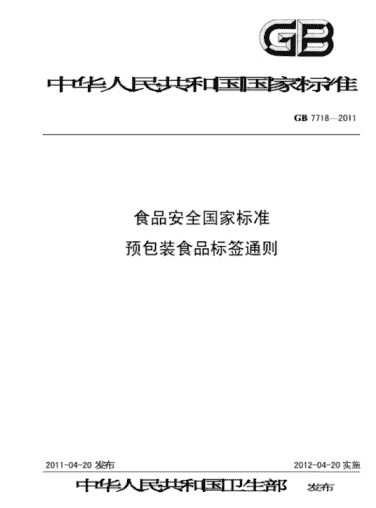 GB
中华人民共和国国家标准
GB 7718—2011
食品安全国家标准
预包装食品标签通则
2011-04-20 发布 2012-04-20 实施
中华人民共和国卫生部 发布